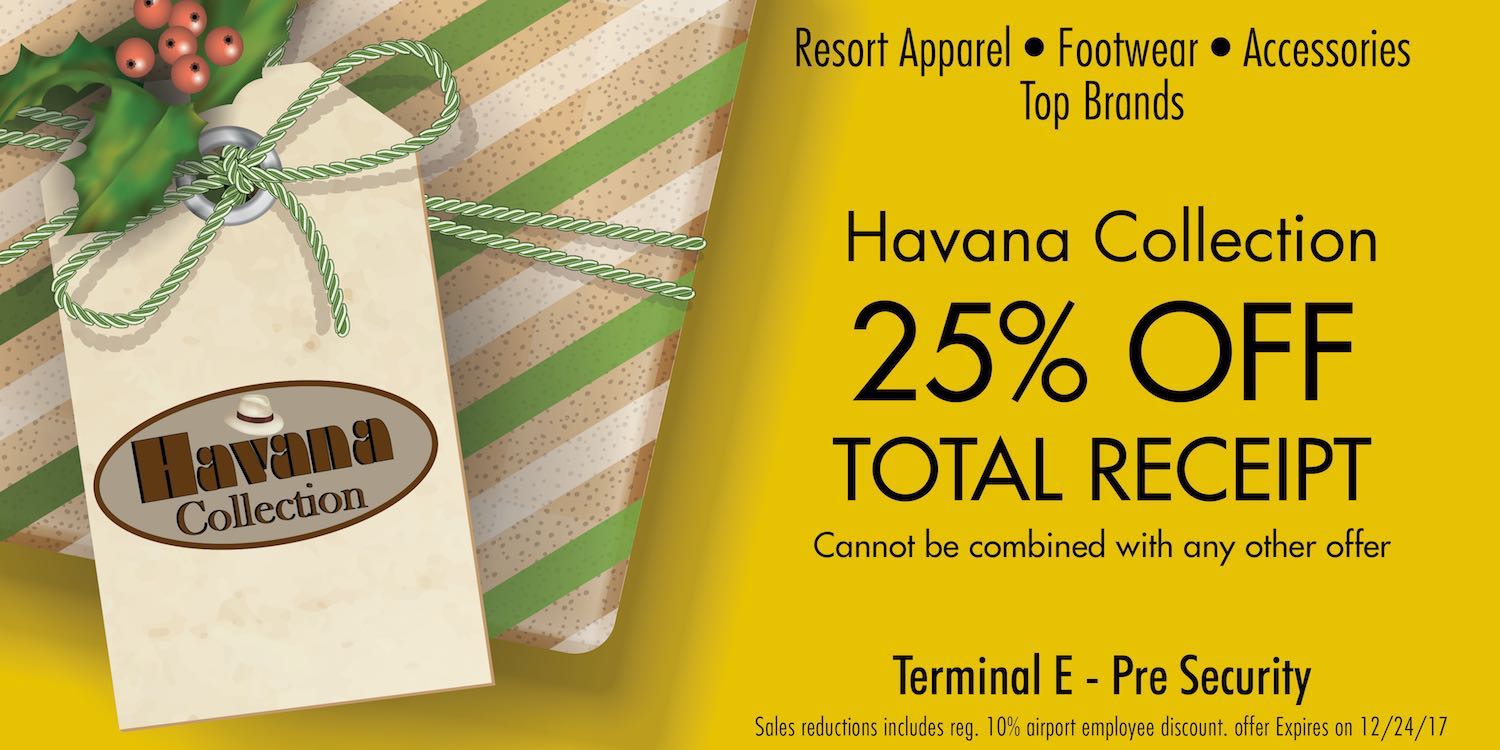 Resort Apparel • Footwear • Accessories
Top Brands
Havana Collection
25% OFF
TOTAL RECEIPT
Cannot be combined with any other offer
Terminal E - Pre Security
Sales reductions includes reg. 10% airport employee discount. offer Expires on 12/24/17
Havana
Collection